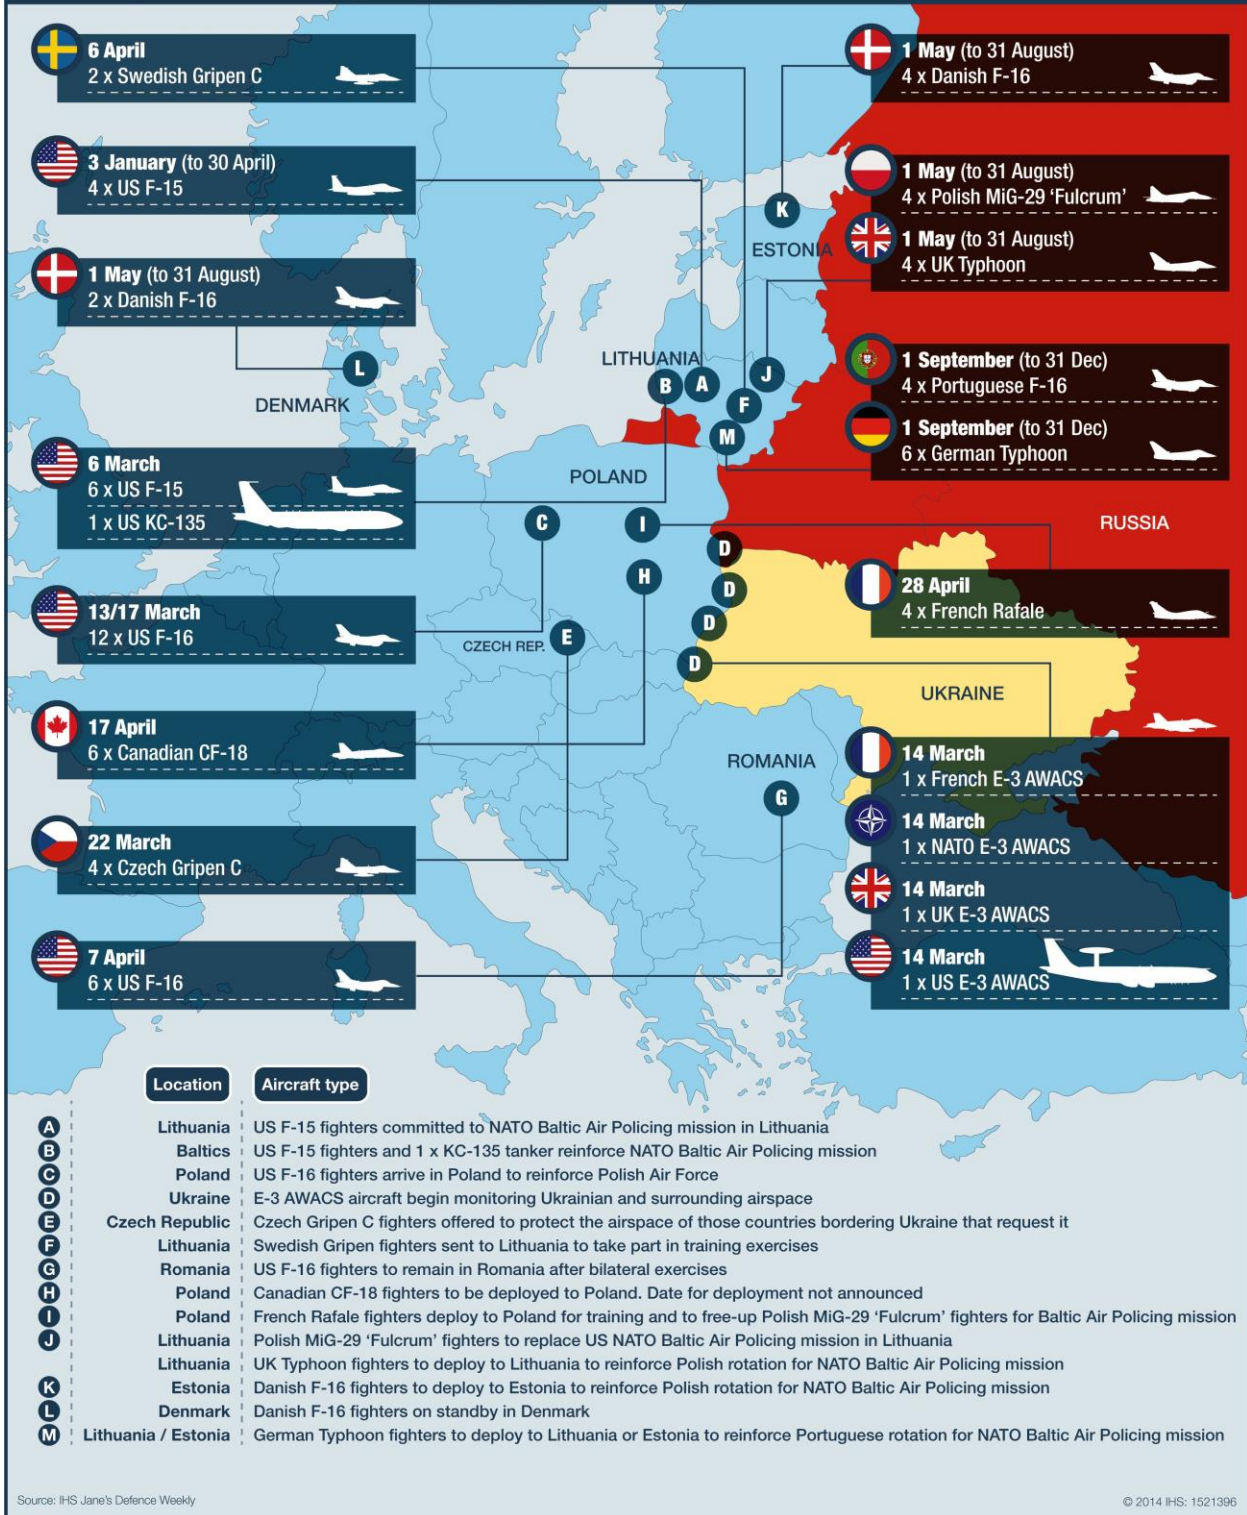 6 April
2 x Swedish Gripen C
3 January (to 30 April)
4 x US F-15
1 May (to 31 August)
2 x Danish F-16
6 March
6 x US F-15
1 x US KC-135
13/17 March
12 x US F-16
17 April
6 x Canadian CF-18
22 March
4 x Czech Gripen C
7 April
6 x US F-16
1 May (to 31 August)
4 x Danish F-16
1 May (to 31 August)
4 x Polish MiG-29 ‘Fulcrum’
1 May (to 31 August)
4 x UK Typhoon
1 September (to 31 Dec)
4 x Portuguese F-16
1 September (to 31 Dec)
6 x German Typhoon
28 April
4 x French Rafale
14 March
1 x French E-3 AWACS
14 March
1 x NATO E-3 AWACS
14 March
1 x UK E-3 AWACS
14 March
1 x US E-3 AWACS
K
ESTONIA
LITHUANIA
L
B
A
J
DENMARK
F
M
POLAND
C
I
RUSSIA
D
H
D
D
CZECH REP.
E
D
UKRAINE
ROMANIA
G
Location Aircraft type
A Lithuania US F-15 fighters committed to NATO Baltic Air Policing mission in Lithuania
B Baltics US F-15 fighters and 1 x KC-135 tanker reinforce NATO Baltic Air Policing mission
C Poland US F-16 fighters arrive in Poland to reinforce Polish Air Force
D Ukraine E-3 AWACS aircraft begin monitoring Ukrainian and surrounding airspace
E Czech Republic Czech Gripen C fighters offered to protect the airspace of those countries bordering Ukraine that request it
F Lithuania Swedish Gripen fighters sent to Lithuania to take part in training exercises
G Romania US F-16 fighters to remain in Romania after bilateral exercises
H Poland Canadian CF-18 fighters to be deployed to Poland. Date for deployment not announced
I Poland French Rafale fighters deploy to Poland for training and to free-up Polish MiG-29 ‘Fulcrum’ fighters for Baltic Air Policing mission
J Lithuania Polish MiG-29 ‘Fulcrum’ fighters to replace US NATO Baltic Air Policing mission in Lithuania
Lithuania UK Typhoon fighters to deploy to Lithuania to reinforce Polish rotation for NATO Baltic Air Policing mission
K Estonia Danish F-16 fighters to deploy to Estonia to reinforce Polish rotation for NATO Baltic Air Policing mission
L Denmark Danish F-16 fighters on standby in Denmark
M Lithuania / Estonia German Typhoon fighters to deploy to Lithuania or Estonia to reinforce Portuguese rotation for NATO Baltic Air Policing mission
Source: IHS Jane's Defence Weekly
© 2014 IHS: 1521396